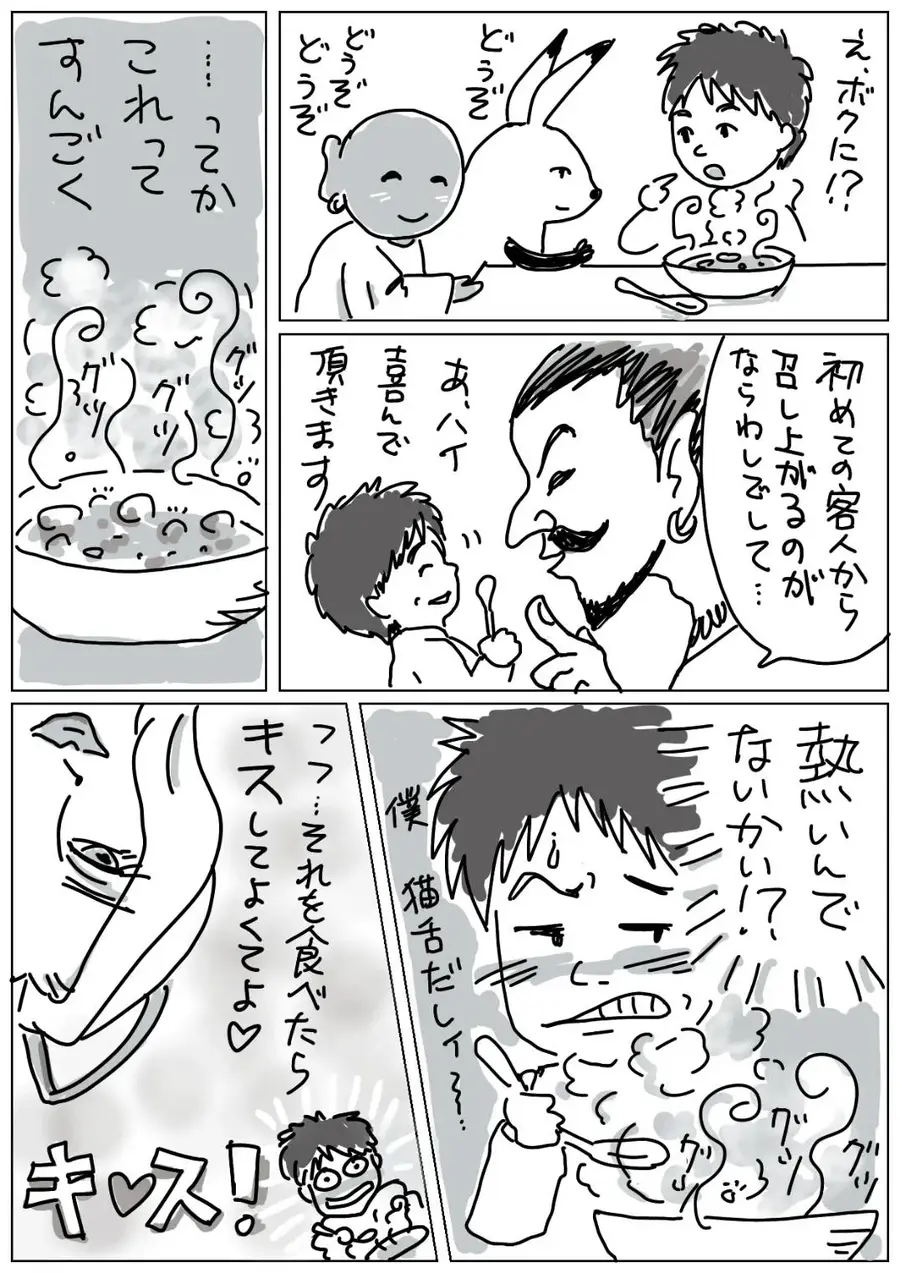 え、ボクに!?
どうぞ
どうぞ
どうぞ
初めての客人から
召し上がるのが
ならわしでして…
あ、ハイ
喜んで
頂きます
……ってか
これって
すんごく
グツ
グツ
グツ
熱いんで
ないかい!?
僕 猫舌だしィ〜…
グツ
グツ
フフ…それを食べたら
キスしてよくてよ♡
キ♥ス!